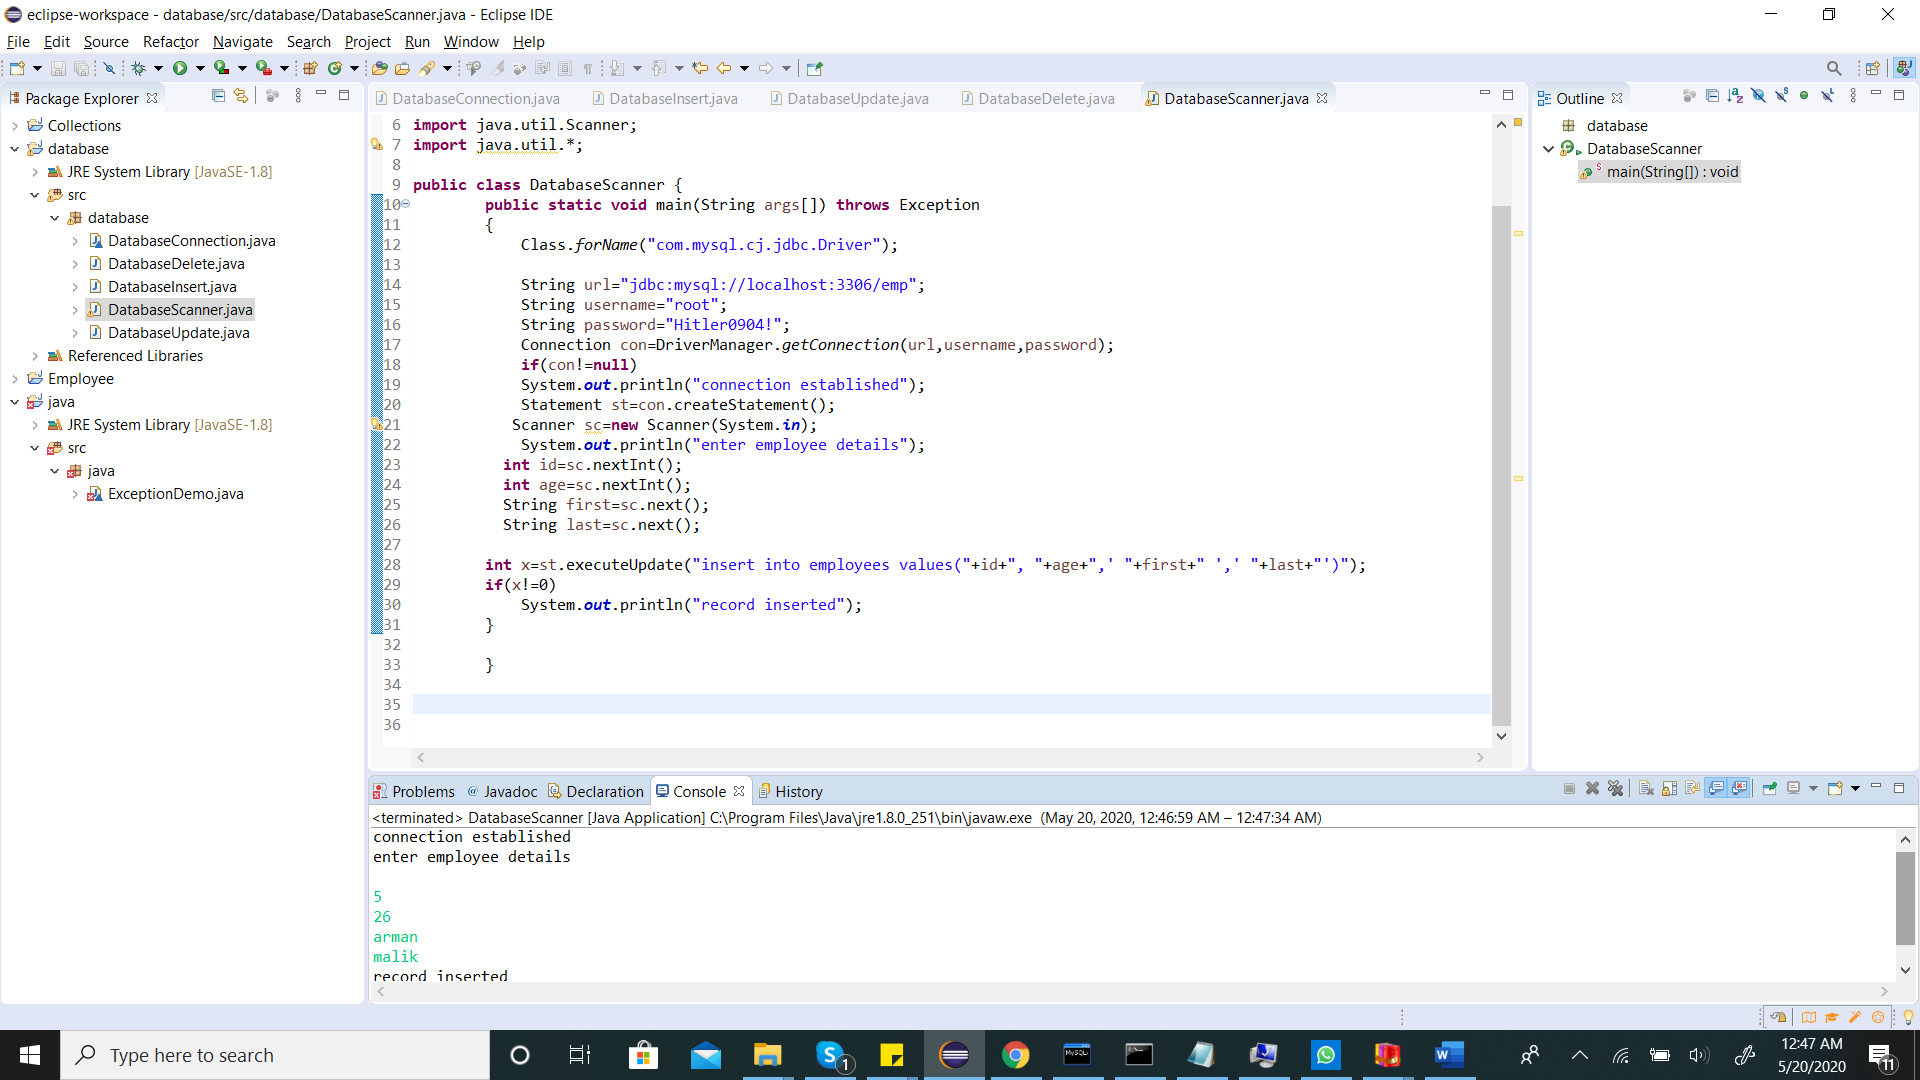 eclipse-workspace - database/src/database/DatabaseScanner.java - Eclipse IDE
File Edit Source Refactor Navigate Search Project Run Window Help
Package Explorer
Collections
database
JRE System Library [JavaSE-1.8]
src
database
DatabaseConnection.java
DatabaseDelete.java
DatabaseInsert.java
DatabaseScanner.java
DatabaseUpdate.java
Referenced Libraries
Employee
java
JRE System Library [JavaSE-1.8]
src
java
ExceptionDemo.java
DatabaseConnection.java DatabaseInsert.java DatabaseUpdate.java DatabaseDelete.java DatabaseScanner.java
6 import java.util.Scanner;
7 import java.util.*;
8
9 public class DatabaseScanner {
10 public static void main(String args[]) throws Exception
11 {
12 Class.forName("com.mysql.cj.jdbc.Driver");
13
14 String url="jdbc:mysql://localhost:3306/emp";
15 String username="root";
16 String password="Hitler0904!";
17 Connection con=DriverManager.getConnection(url,username,password);
18 if(con!=null)
19 System.out.println("connection established");
20 Statement st=con.createStatement();
21 Scanner sc=new Scanner(System.in);
22 System.out.println("enter employee details");
23 int id=sc.nextInt();
24 int age=sc.nextInt();
25 String first=sc.next();
26 String last=sc.next();
27
28 int x=st.executeUpdate("insert into employees values("+id+", "+age+",' "+first+" ',' "+last+"')");
29 if(x!=0)
30 System.out.println("record inserted");
31 }
32
33 }
34
35
36
Outline
database
DatabaseScanner
main(String[]) : void
Problems @ Javadoc Declaration Console History
<terminated> DatabaseScanner [Java Application] C:\Program Files\Java\jre1.8.0_251\bin\javaw.exe (May 20, 2020, 12:46:59 AM – 12:47:34 AM)
connection established
enter employee details
5
26
arman
malik
record inserted
Type here to search
12:47 AM
5/20/2020
1
11